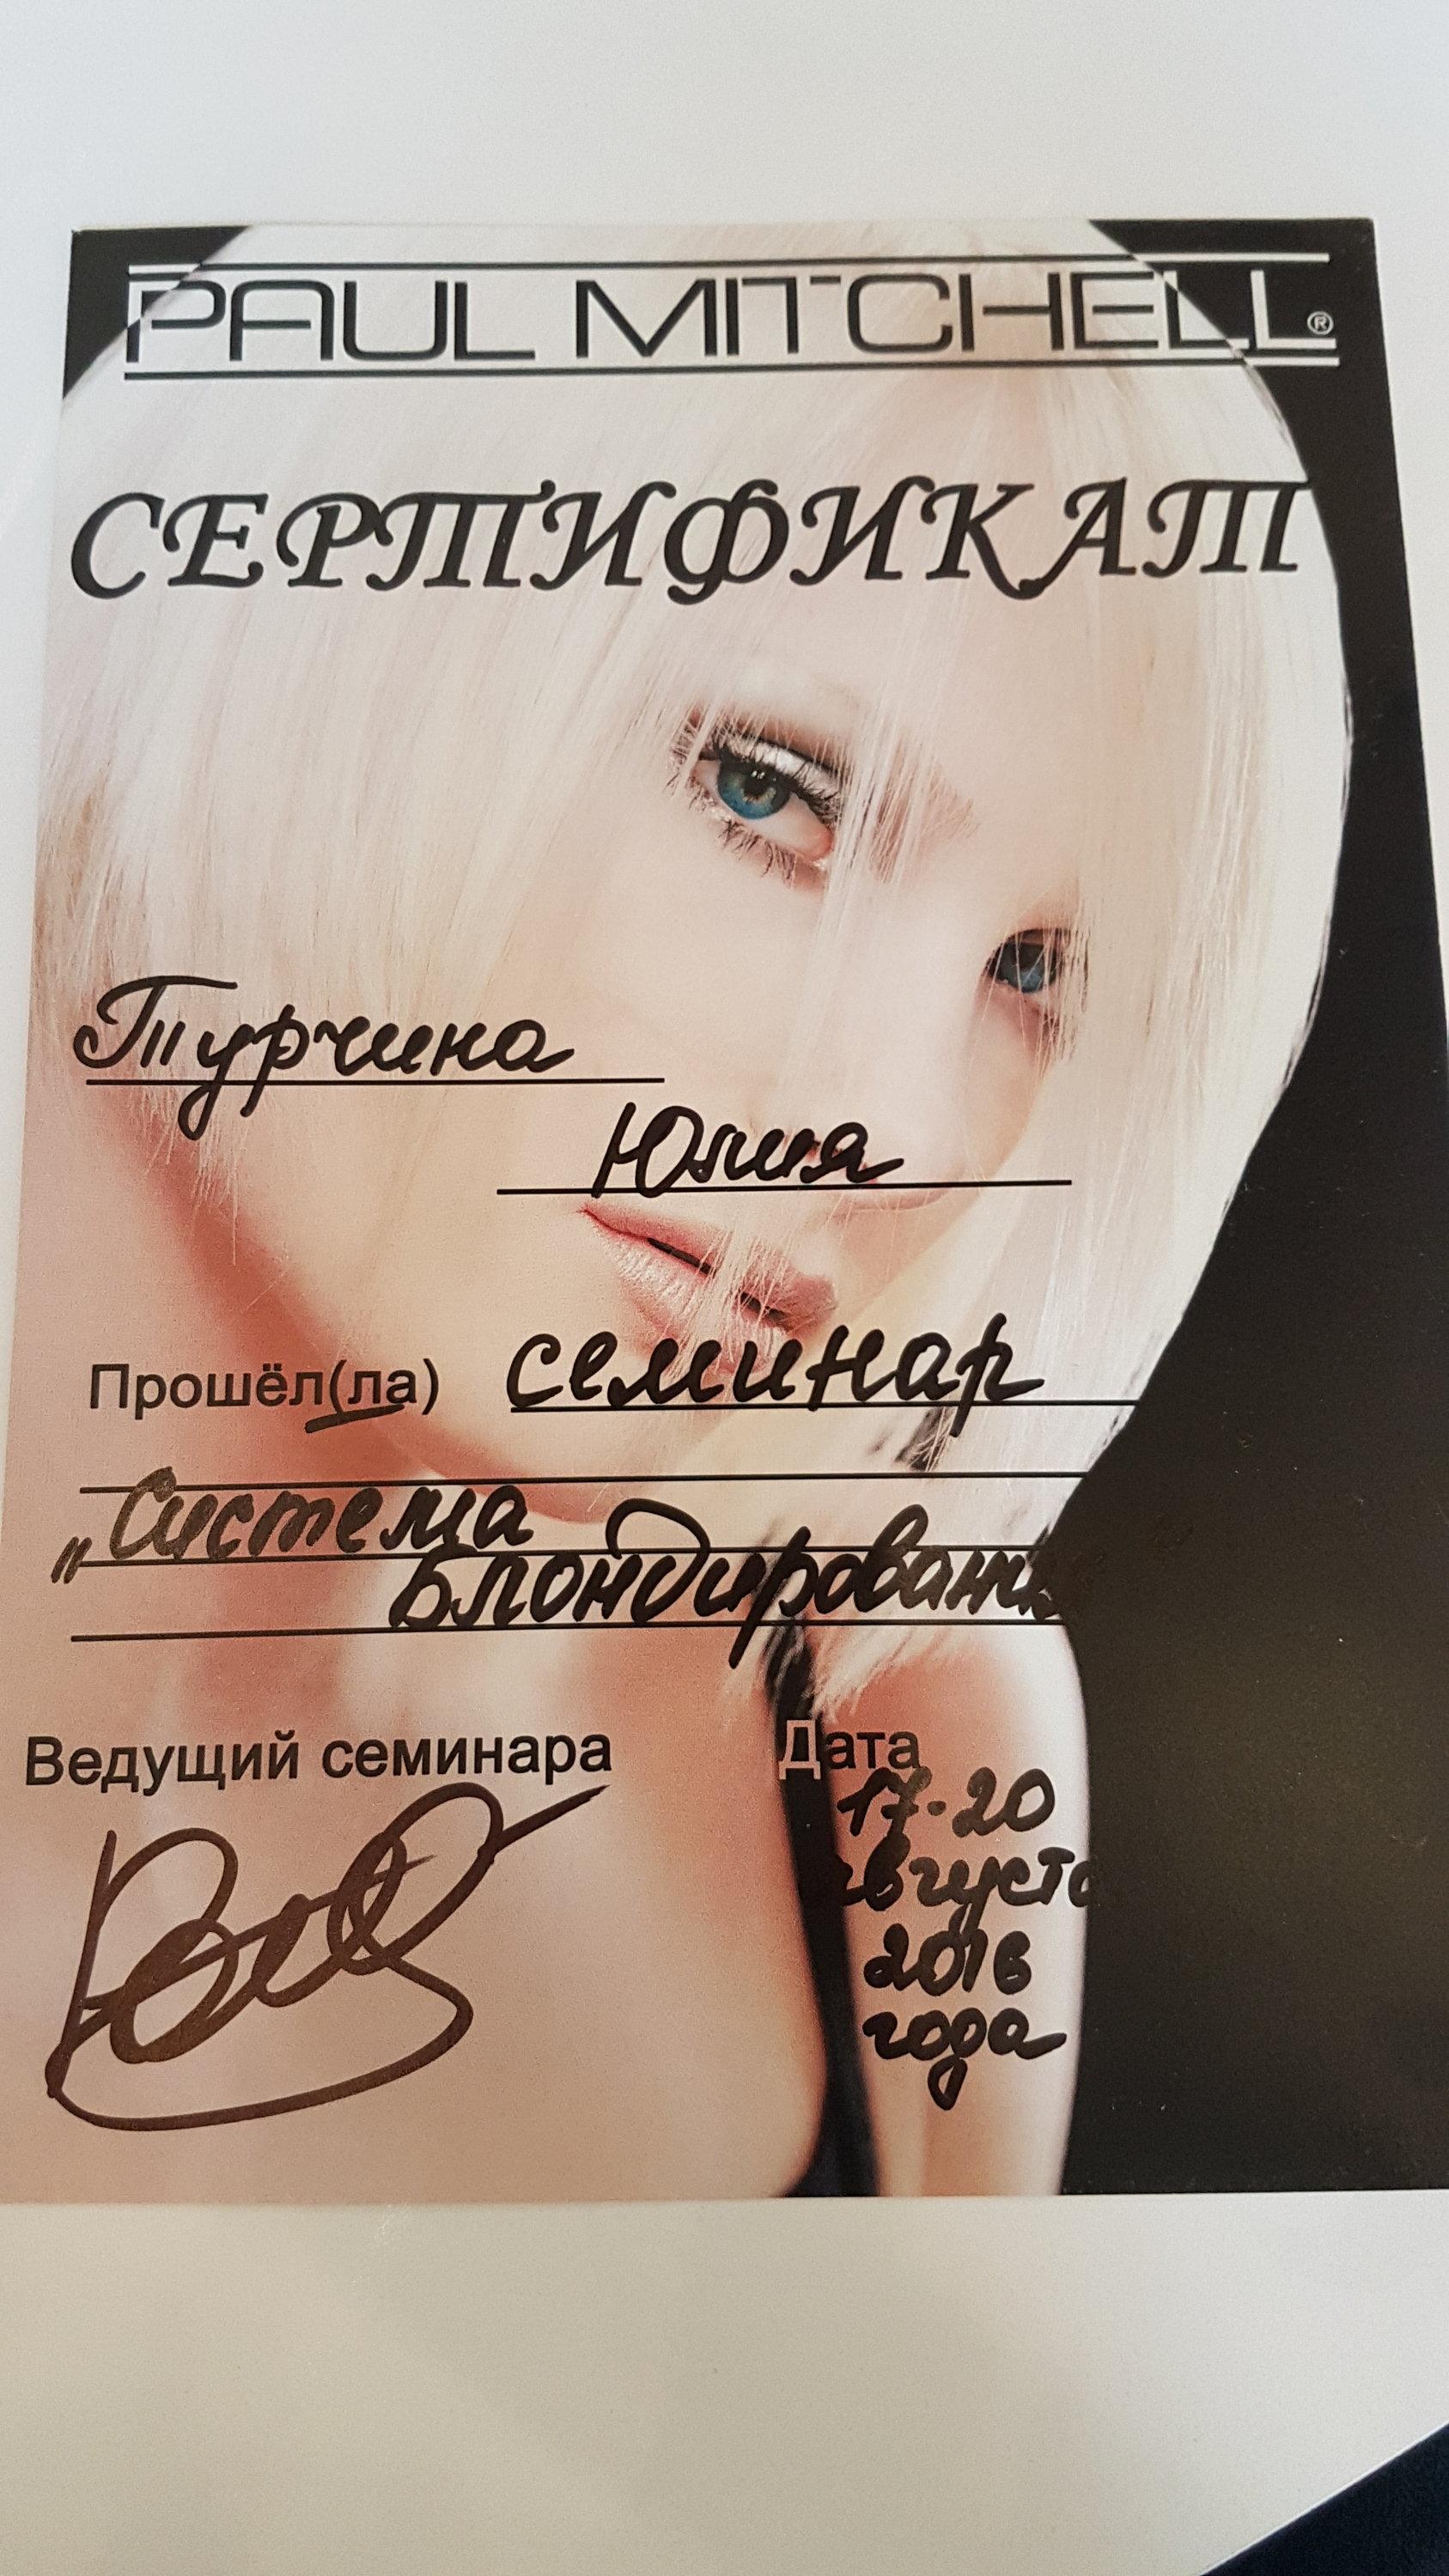 PAUL MITCHELL®
СЕРТИФИКАТ
Турчина
Юлия
Прошёл(ла) семинар
„Система
Блондирования
Ведущий семинара Дата
17-20
августа
2016
года